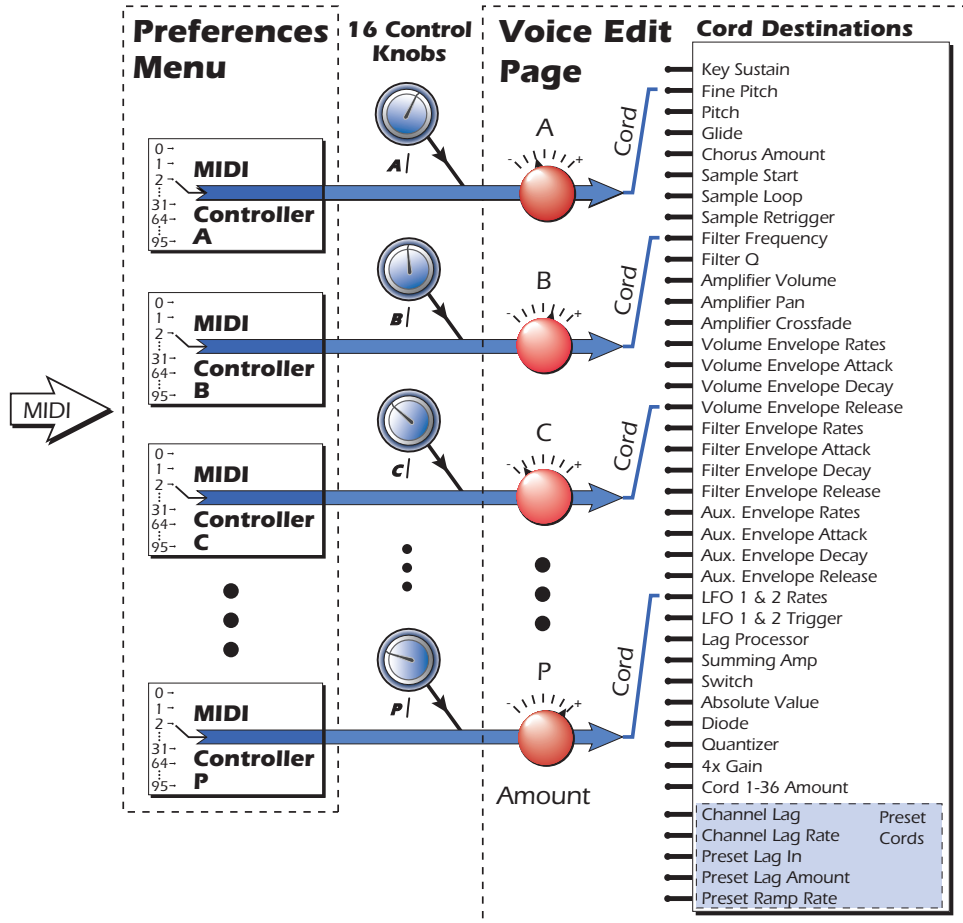 Preferences
Menu
16 Control
Knobs
Voice Edit
Page
Cord Destinations
MIDI
0
1
2
31
64
95
MIDI
Controller
A
A
A
Cord
0
1
2
31
64
95
MIDI
Controller
B
B
B
Cord
0
1
2
31
64
95
MIDI
Controller
C
C
C
Cord
0
1
2
31
64
95
MIDI
Controller
P
P
P
Cord
- +
- +
- +
- +
Amount
Key Sustain
Fine Pitch
Pitch
Glide
Chorus Amount
Sample Start
Sample Loop
Sample Retrigger
Filter Frequency
Filter Q
Amplifier Volume
Amplifier Pan
Amplifier Crossfade
Volume Envelope Rates
Volume Envelope Attack
Volume Envelope Decay
Volume Envelope Release
Filter Envelope Rates
Filter Envelope Attack
Filter Envelope Decay
Filter Envelope Release
Aux. Envelope Rates
Aux. Envelope Attack
Aux. Envelope Decay
Aux. Envelope Release
LFO 1 & 2 Rates
LFO 1 & 2 Trigger
Lag Processor
Summing Amp
Switch
Absolute Value
Diode
Quantizer
4x Gain
Cord 1-36 Amount
Channel Lag
Channel Lag Rate
Preset Lag In
Preset Lag Amount
Preset Ramp Rate
Preset
Cords